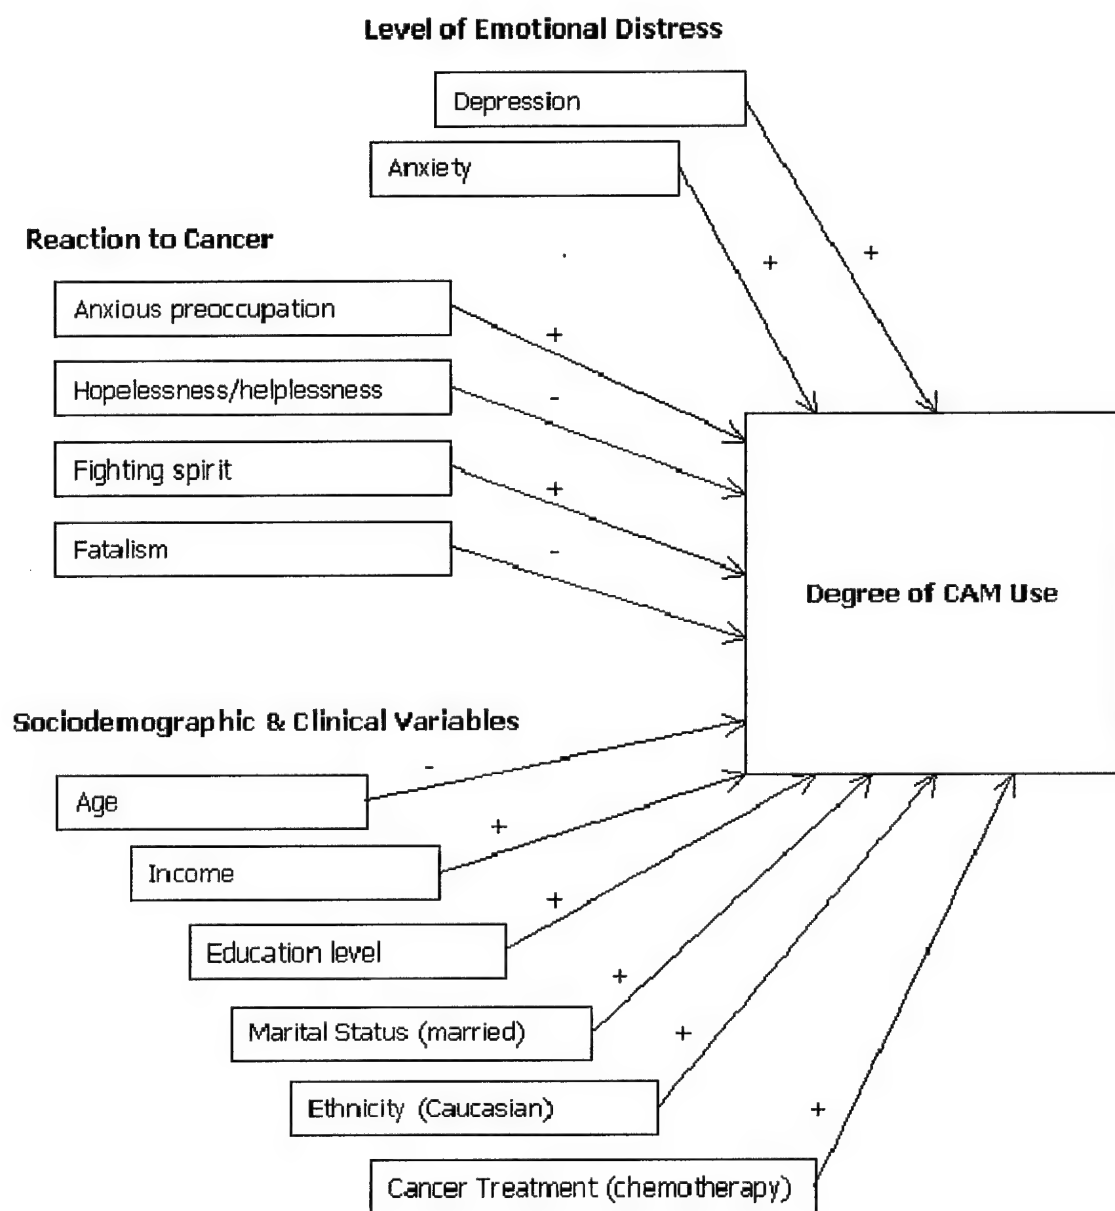 Level of Emotional Distress
Depression
+
Anxiety
+
Reaction to Cancer
Anxious preoccupation
+
Hopelessness/helplessness
-
Fighting spirit
+
Fatalism
-
Degree of CAM Use
Sociodemographic & Clinical Variables
Age
-
Income
+
Education level
+
Marital Status (married)
+
Ethnicity (Caucasian)
+
Cancer Treatment (chemotherapy)
+